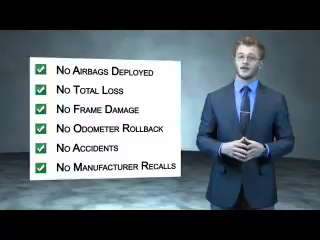 No Airbags Deployed
No Total Loss
No Frame Damage
No Odometer Rollback
No Accidents
No Manufacturer Recalls